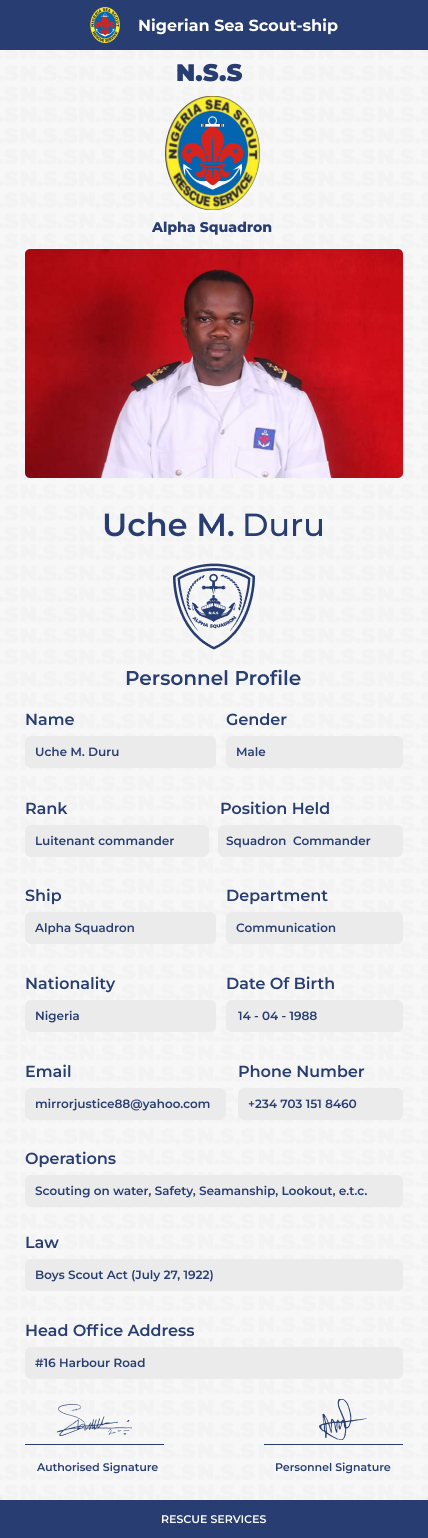 Nigerian Sea Scout-ship
N.S.S
NIGERIA SEA SCOUT
RESCUE SERVICE
Alpha Squadron
Uche M. Duru
N.S.S
ALPHA SQUADRON
Personnel Profile
Name Gender
Uche M. Duru Male
Rank Position Held
Luitenant commander Squadron Commander
Ship Department
Alpha Squadron Communication
Nationality Date Of Birth
Nigeria 14 - 04 - 1988
Email Phone Number
mirrorjustice88@yahoo.com +234 703 151 8460
Operations
Scouting on water, Safety, Seamanship, Lookout, e.t.c.
Law
Boys Scout Act (July 27, 1922)
Head Office Address
#16 Harbour Road
Authorised Signature Personnel Signature
RESCUE SERVICES